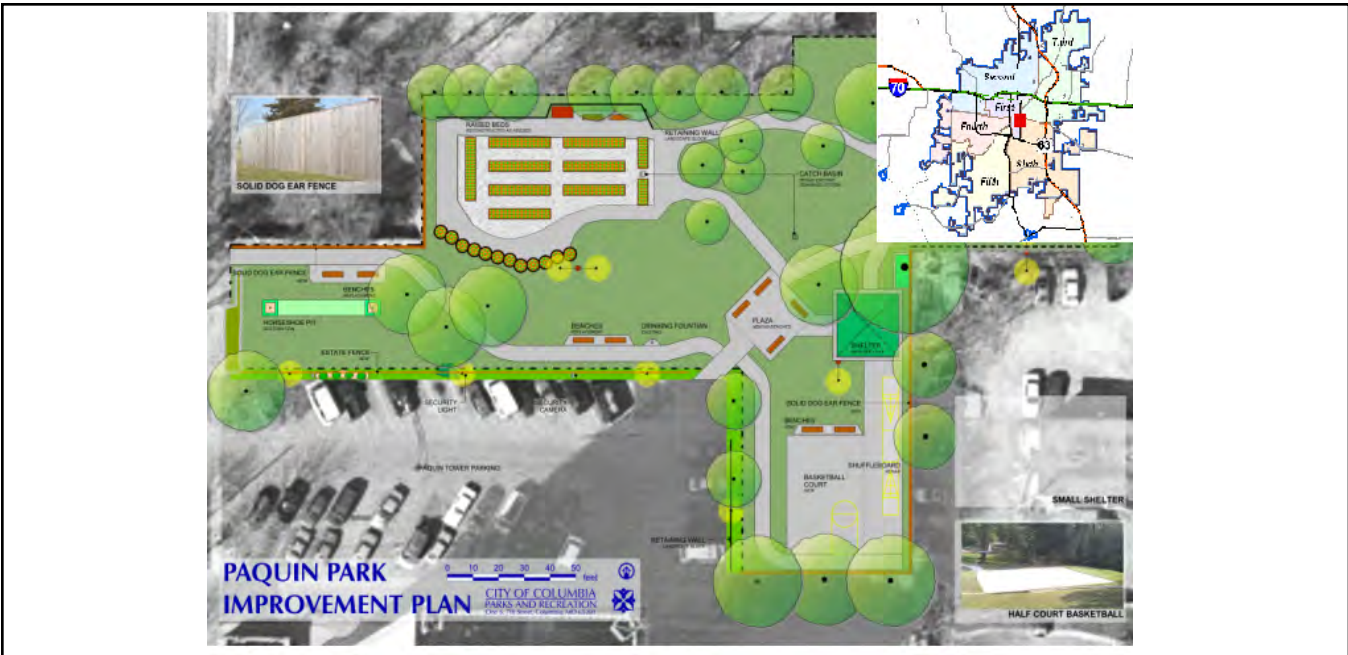 SOLID DOG EAR FENCE
RAISED BEDS
RETAINING WALL
CATCH BASIN
70
Second
Third
First
Fourth
63
Sixth
Fifth
SOLID DOG EAR FENCE
BENCHES
HORSESHOE PIT
BENCHES
DRINKING FOUNTAIN
PLAZA
SHELTER
ESTATE FENCE
NEW
SECURITY
LIGHT
SECURITY
CAMERA
SOLID DOG EAR FENCE
NEW
BENCHES
PAQUIN TOWER PARKING
BASKETBALL
COURT
NEW
SHUFFLEBOARD
SMALL SHELTER
RETAINING WALL
HALF COURT BASKETBALL
PAQUIN PARK
IMPROVEMENT PLAN
0 10 20 30 40 50
feet
CITY OF COLUMBIA
PARKS AND RECREATION